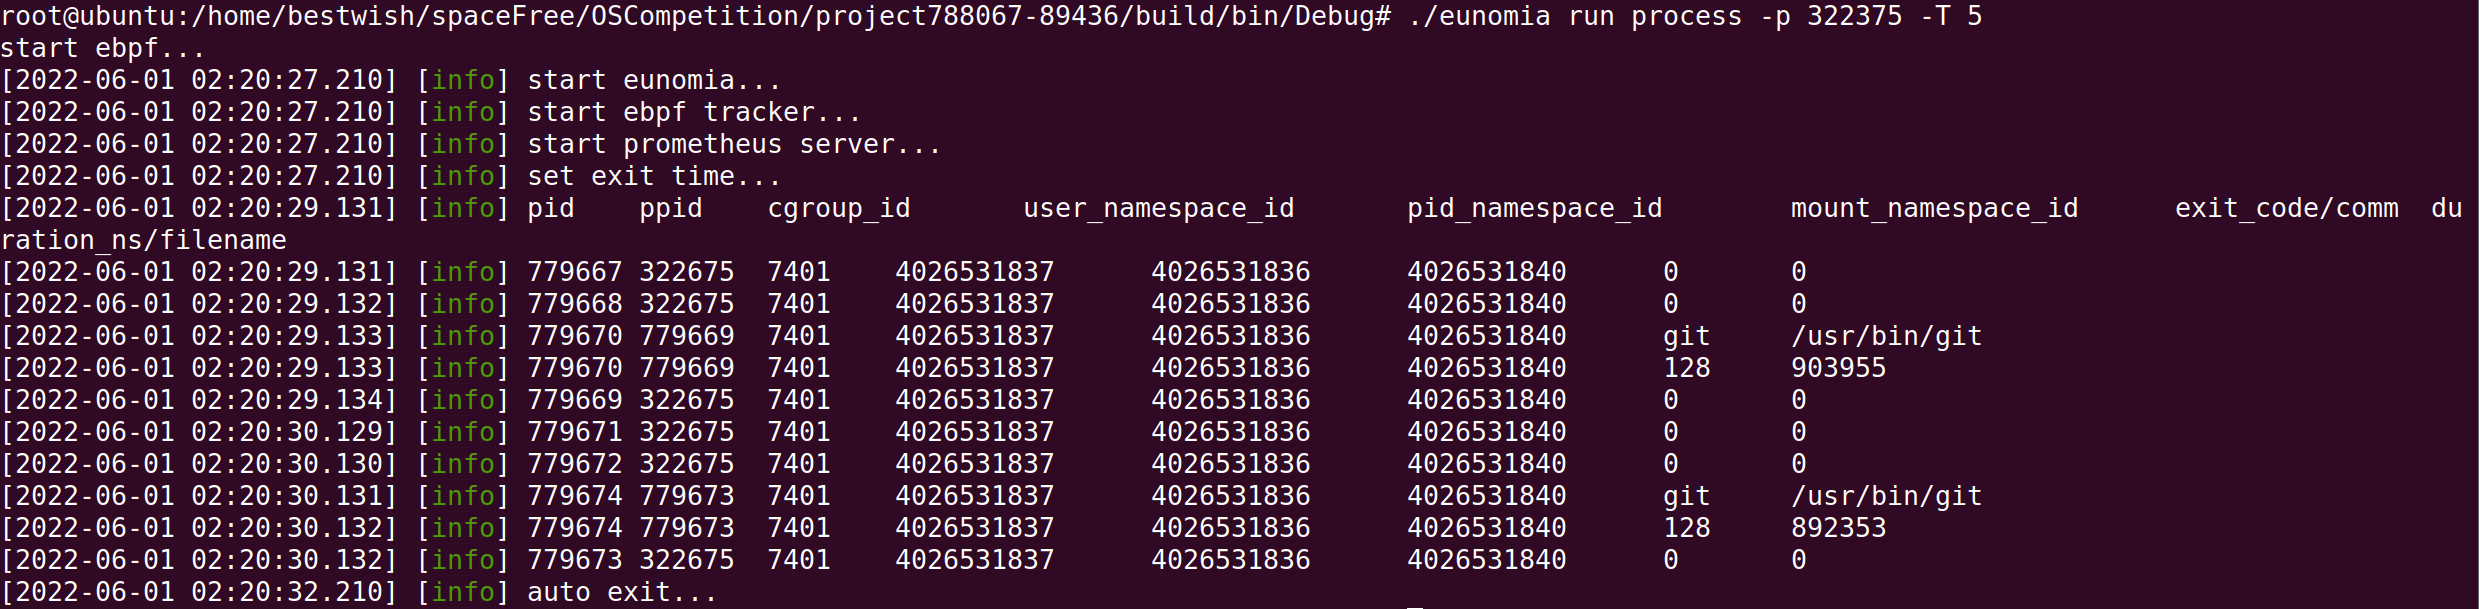 root@ubuntu:/home/bestwish/spaceFree/OSCompetition/project788067-89436/build/bin/Debug# ./eunomia run process -p 322375 -T 5
start ebpf...
[2022-06-01 02:20:27.210] [info] start eunomia...
[2022-06-01 02:20:27.210] [info] start ebpf tracker...
[2022-06-01 02:20:27.210] [info] start prometheus server...
[2022-06-01 02:20:27.210] [info] set exit time...
[2022-06-01 02:20:29.131] [info] pid    ppid    cgroup_id       user_namespace_id       pid_namespace_id        mount_namespace_id      exit_code/comm  du
ration_ns/filename
[2022-06-01 02:20:29.131] [info] 779667 322675  7401    4026531837      4026531836      4026531840      0       0
[2022-06-01 02:20:29.132] [info] 779668 322675  7401    4026531837      4026531836      4026531840      0       0
[2022-06-01 02:20:29.133] [info] 779670 779669  7401    4026531837      4026531836      4026531840      git     /usr/bin/git
[2022-06-01 02:20:29.133] [info] 779670 779669  7401    4026531837      4026531836      4026531840      128     903955
[2022-06-01 02:20:29.134] [info] 779669 322675  7401    4026531837      4026531836      4026531840      0       0
[2022-06-01 02:20:30.129] [info] 779671 322675  7401    4026531837      4026531836      4026531840      0       0
[2022-06-01 02:20:30.130] [info] 779672 322675  7401    4026531837      4026531836      4026531840      0       0
[2022-06-01 02:20:30.131] [info] 779674 779673  7401    4026531837      4026531836      4026531840      git     /usr/bin/git
[2022-06-01 02:20:30.132] [info] 779674 779673  7401    4026531837      4026531836      4026531840      128     892353
[2022-06-01 02:20:30.132] [info] 779673 322675  7401    4026531837      4026531836      4026531840      0       0
[2022-06-01 02:20:32.210] [info] auto exit...